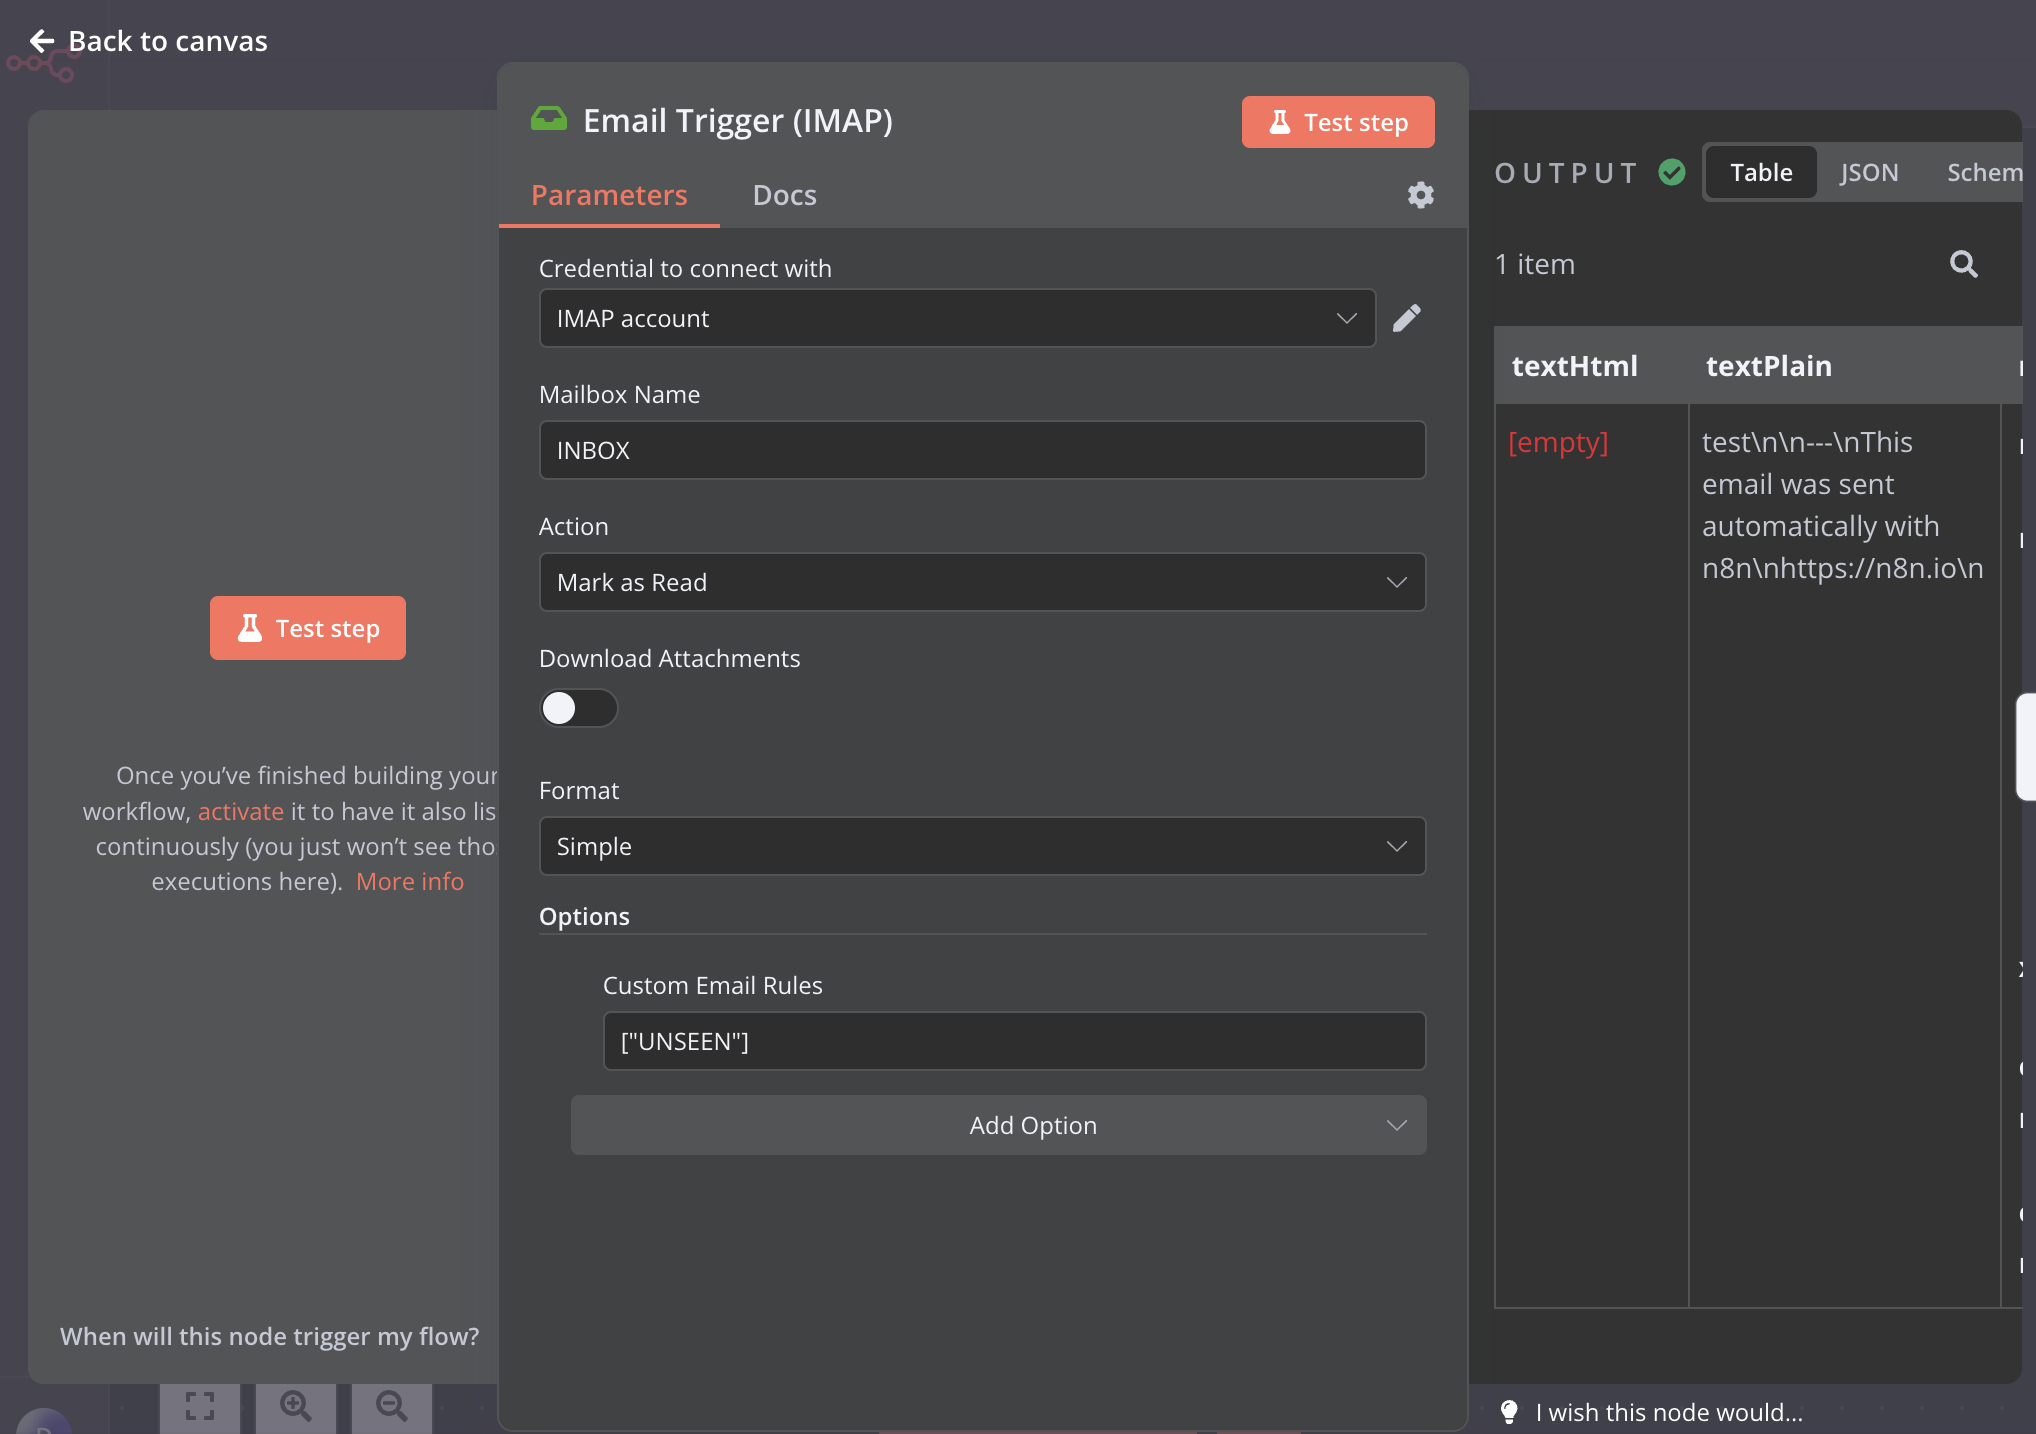 Back to canvas
Email Trigger (IMAP)
Test step
Parameters
Docs
Credential to connect with
IMAP account
Mailbox Name
INBOX
Action
Mark as Read
Download Attachments
Format
Simple
Options
Custom Email Rules
["UNSEEN"]
Add Option
Test step
Once you've finished building your
workflow, activate it to have it also lis
continuously (you just won't see tho
executions here). More info
When will this node trigger my flow?
OUTPUT
Table
JSON
Schem
1 item
textHtml
textPlain
[empty]
test\n\n---\nThis
email was sent
automatically with
n8n\nhttps://n8n.io\n
I wish this node would...